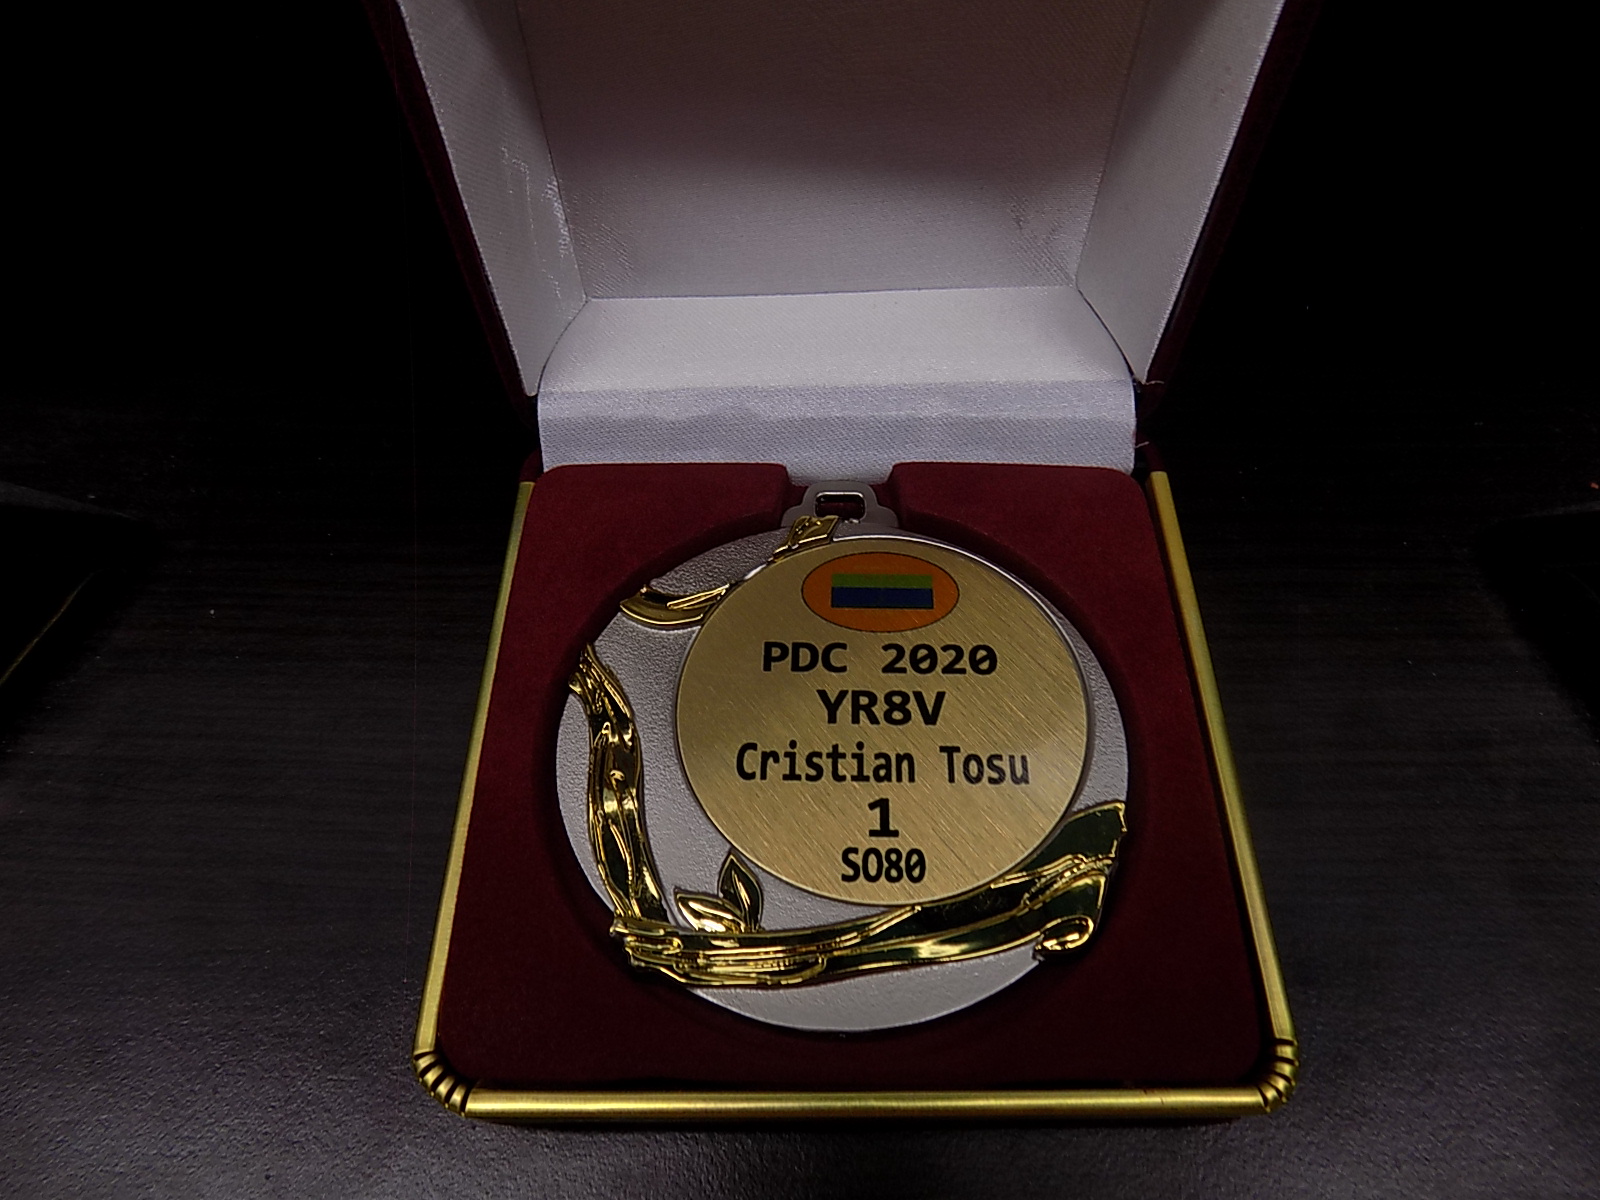 PDC 2020
YR8V
Cristian Tosu
1
SO80